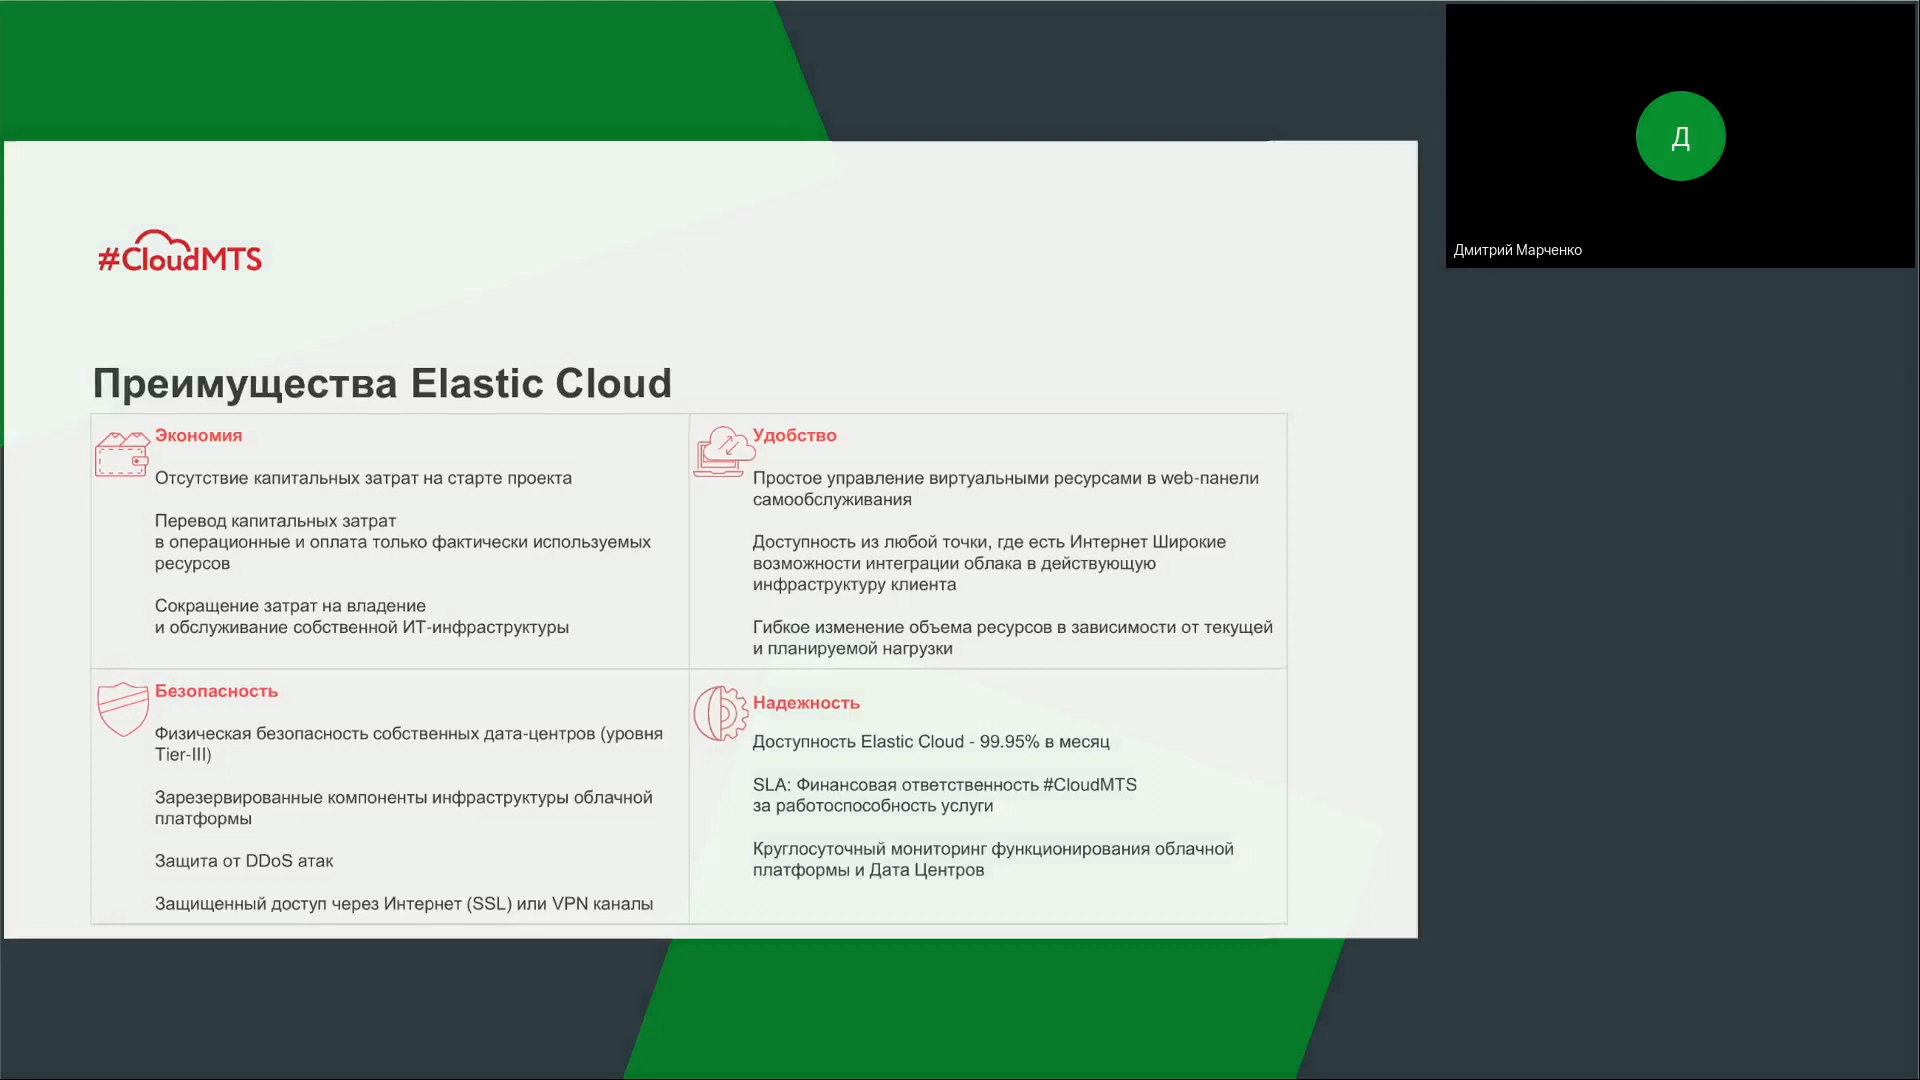 #CloudMTS
Преимущества Elastic Cloud
Экономия
Отсутствие капитальных затрат на старте проекта
Перевод капитальных затрат
в операционные и оплата только фактически используемых
ресурсов
Сокращение затрат на владение
и обслуживание собственной ИТ-инфраструктуры
Удобство
Простое управление виртуальными ресурсами в web-панели
самообслуживания
Доступность из любой точки, где есть Интернет Широкие
возможности интеграции облака в действующую
инфраструктуру клиента
Гибкое изменение объема ресурсов в зависимости от текущей
и планируемой нагрузки
Безопасность
Физическая безопасность собственных дата-центров (уровня
Tier-III)
Зарезервированные компоненты инфраструктуры облачной
платформы
Защита от DDoS атак
Защищенный доступ через Интернет (SSL) или VPN каналы
Надежность
Доступность Elastic Cloud - 99.95% в месяц
SLA: Финансовая ответственность #CloudMTS
за работоспособность услуги
Круглосуточный мониторинг функционирования облачной
платформы и Дата Центров
Д
Дмитрий Марченко